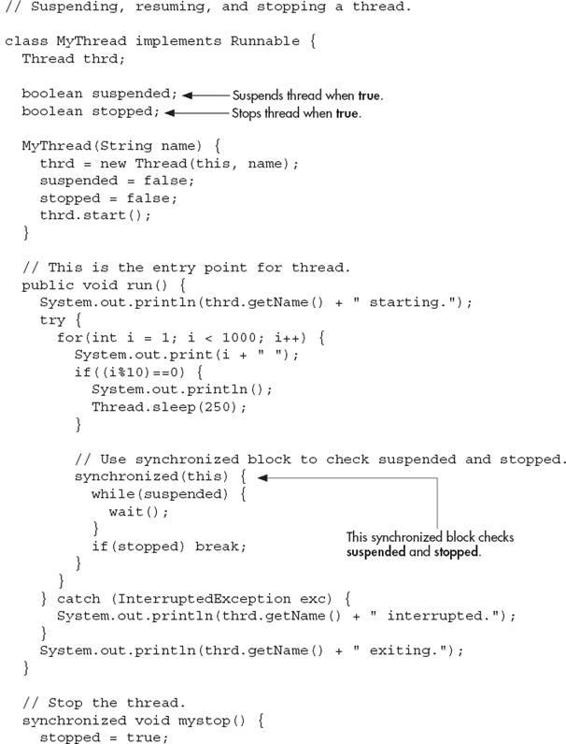 // Suspending, resuming, and stopping a thread.
class MyThread implements Runnable {
Thread thrd;
boolean suspended; Suspends thread when true.
boolean stopped; Stops thread when true.
MyThread(String name) {
thrd = new Thread(this, name);
suspended = false;
stopped = false;
thrd.start();
}
// This is the entry point for thread.
public void run() {
System.out.println(thrd.getName() + " starting.");
try {
for(int i = 1; i < 1000; i++) {
System.out.print(i + " ");
if((i%10)==0) {
System.out.println();
Thread.sleep(250);
}
// Use synchronized block to check suspended and stopped.
synchronized(this) {
while(suspended) {
wait();
}
This synchronized block checks
if(stopped) break;
suspended and stopped.
}
}
} catch (InterruptedException exc) {
System.out.println(thrd.getName() + " interrupted.");
}
System.out.println(thrd.getName() + " exiting.");
}
// Stop the thread.
synchronized void mystop() {
stopped = true;